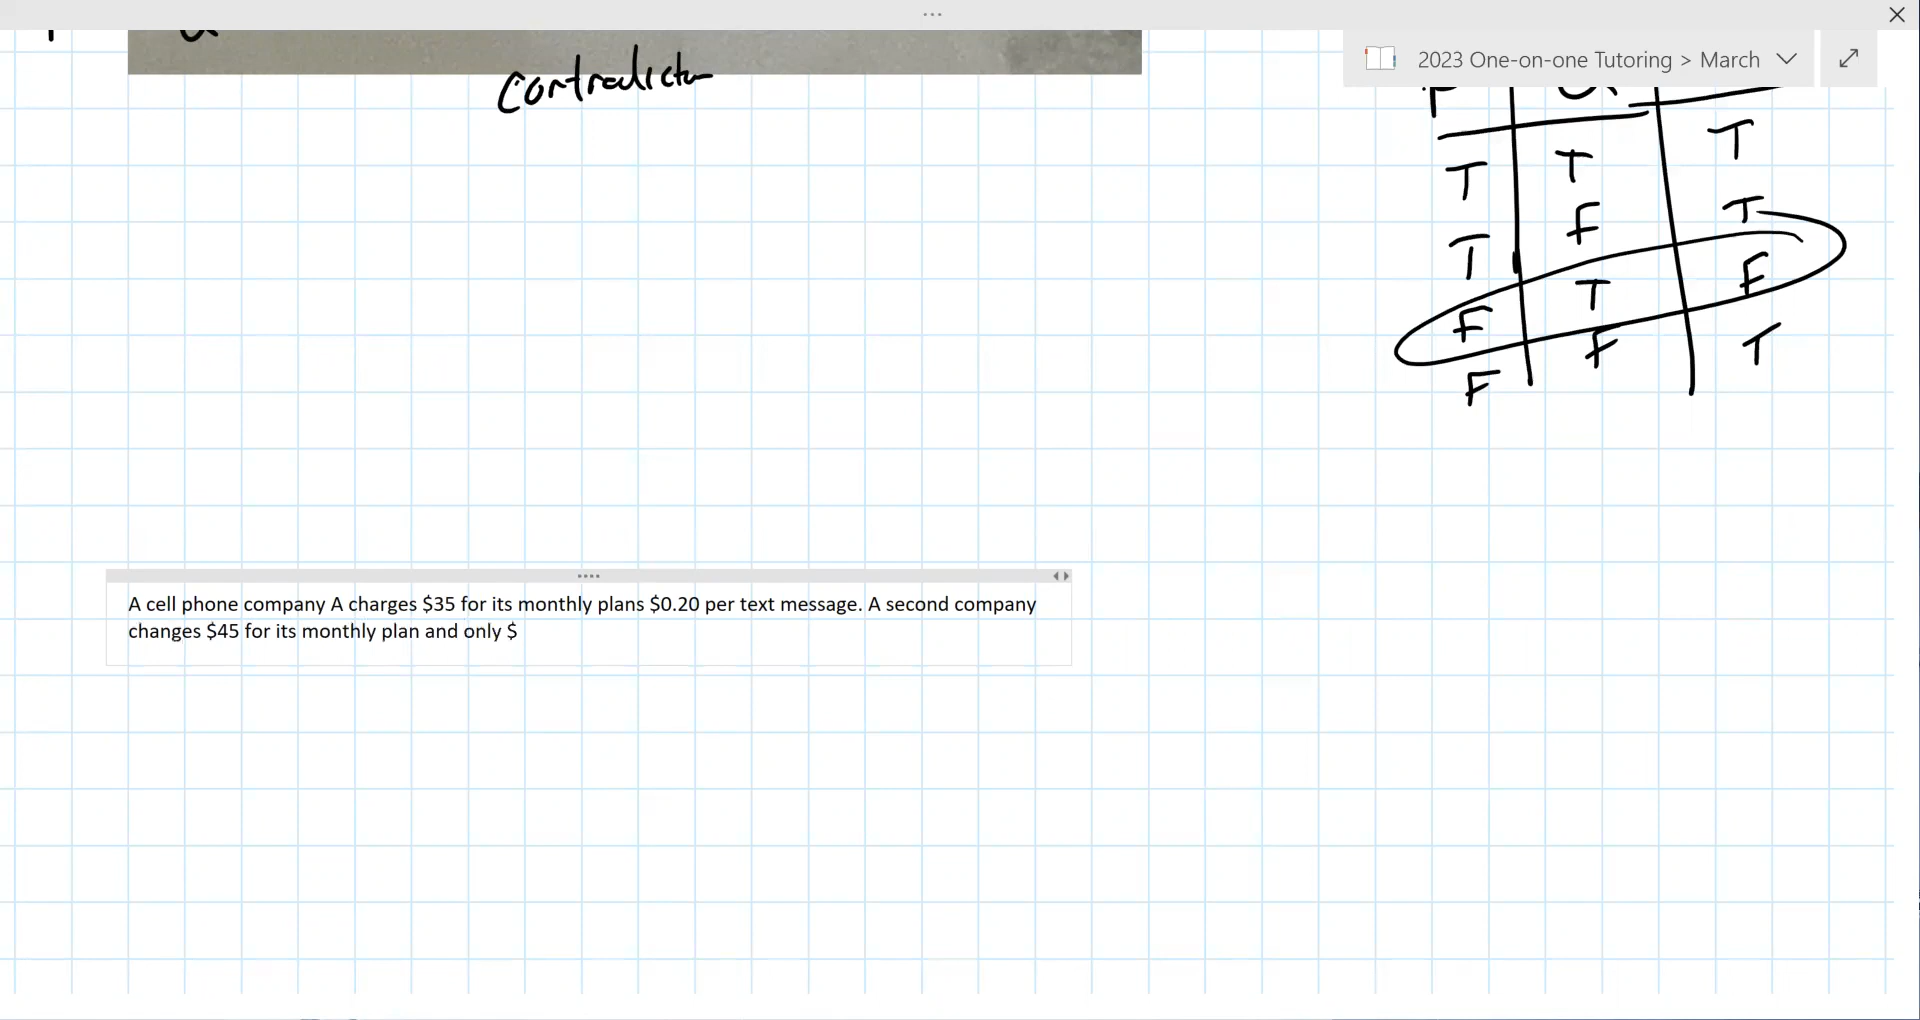 2023 One-on-one Tutoring > March
contradict
T T T
T F T
F T F
F F T
A cell phone company A charges $35 for its monthly plans $0.20 per text message. A second company
changes $45 for its monthly plan and only $